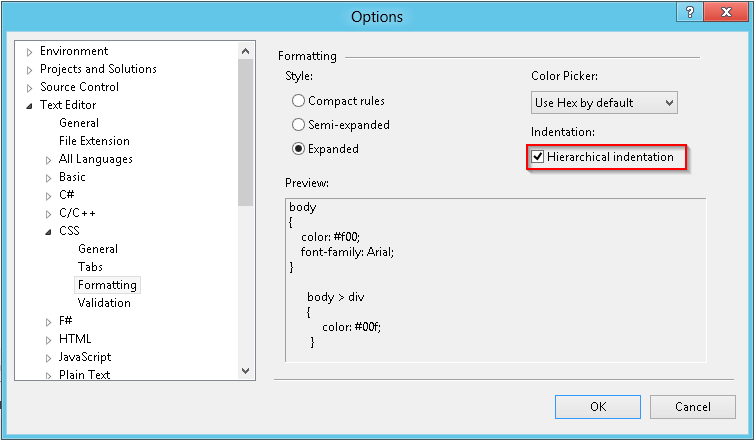 Options
?
Environment
Projects and Solutions
Source Control
Text Editor
General
File Extension
All Languages
Basic
C#
C/C++
CSS
General
Tabs
Formatting
Validation
F#
HTML
JavaScript
Plain Text
Formatting
Style:
Compact rules
Semi-expanded
Expanded
Color Picker:
Use Hex by default
Indentation:
Hierarchical indentation
Preview:
body
{
color: #f00;
font-family: Arial;
}
body > div
{
color: #00f;
}
OK
Cancel